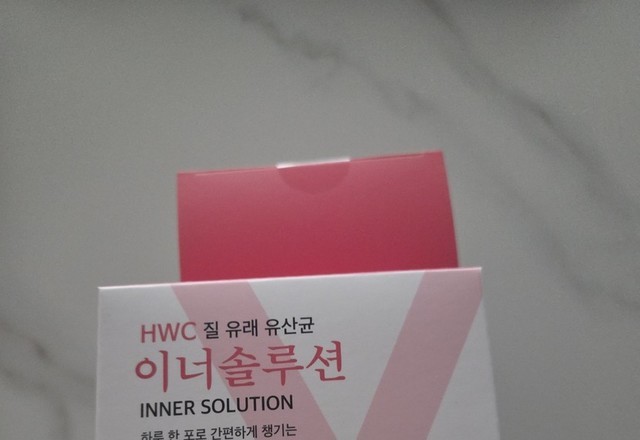 HWC 질 유래 유산균
이너솔루션
INNER SOLUTION
하루 한 포로 간편하게 챙기는